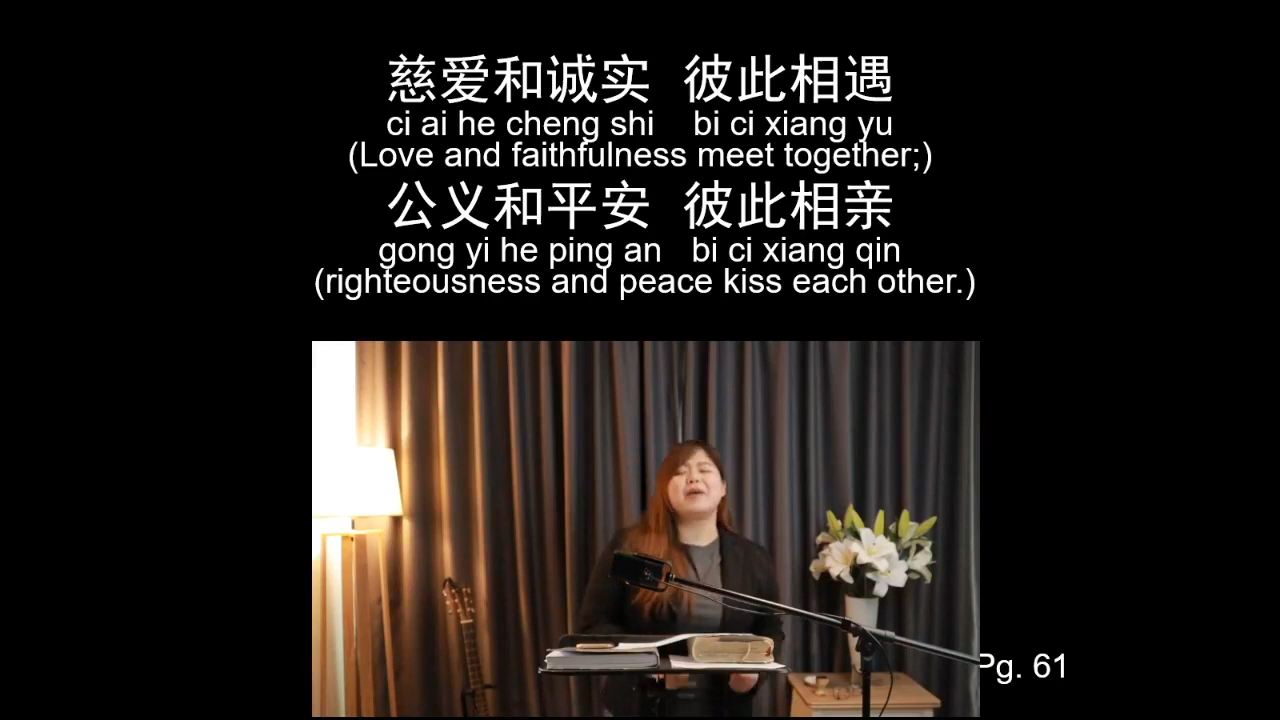 慈爱和诚实 彼此相遇
ci ai he cheng shi bi ci xiang yu
(Love and faithfulness meet together;)
公义和平安 彼此相亲
gong yi he ping an bi ci xiang qin
(righteousness and peace kiss each other.)
Pg. 61